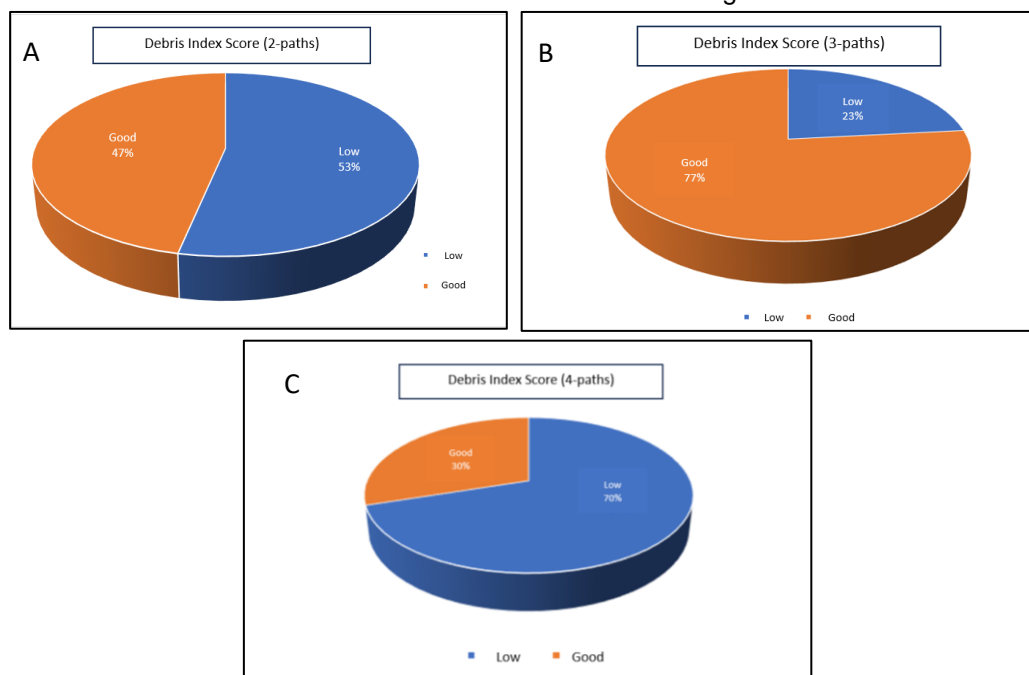 A
Debris Index Score (2-paths)
Good
47%
Low
53%
Low
Good
B
Debris Index Score (3-paths)
Low
23%
Good
77%
Low Good
C
Debris Index Score (4-paths)
Good
30%
Low
70%
Low Good